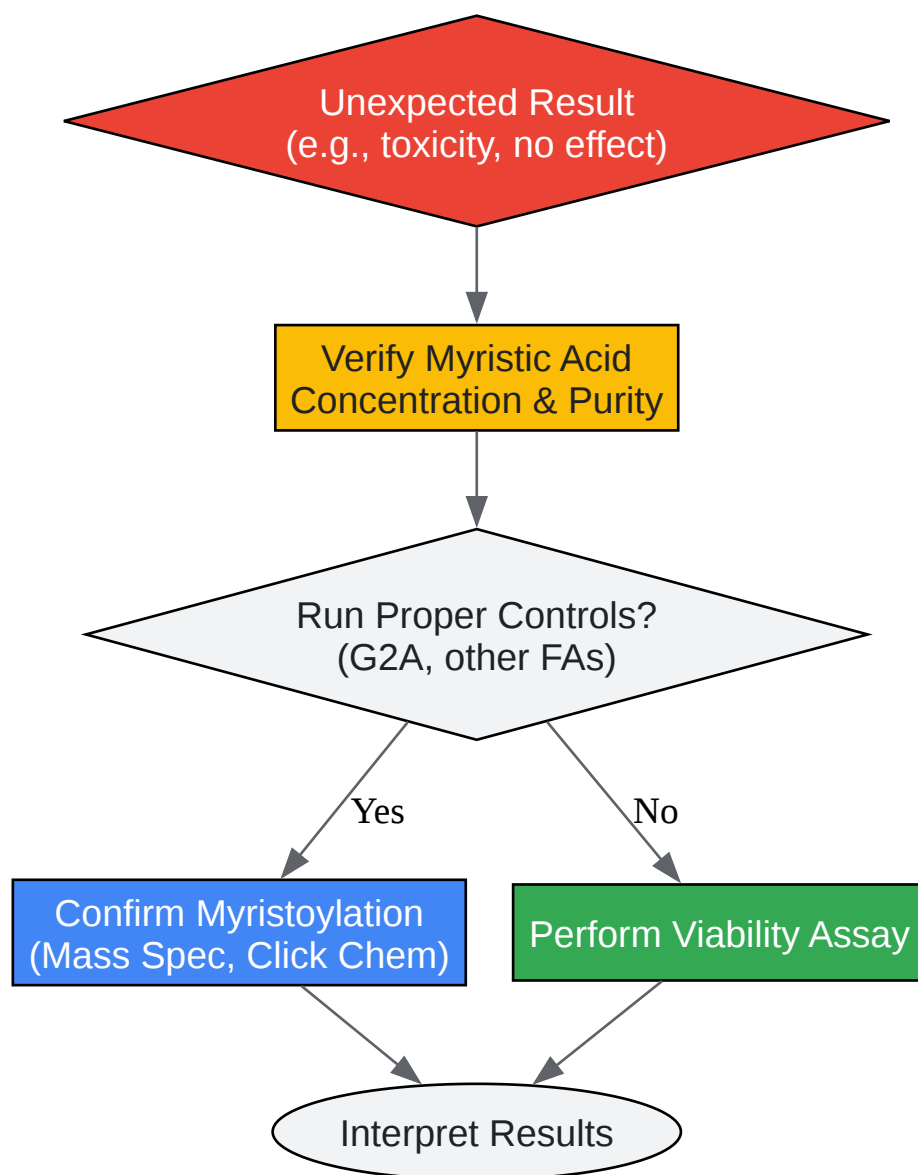 Unexpected Result
(e.g., toxicity, no effect)
Verify Myristic Acid
Concentration & Purity
Run Proper Controls?
(G2A, other FAs)
Yes
No
Confirm Myristoylation
(Mass Spec, Click Chem)
Perform Viability Assay
Interpret Results